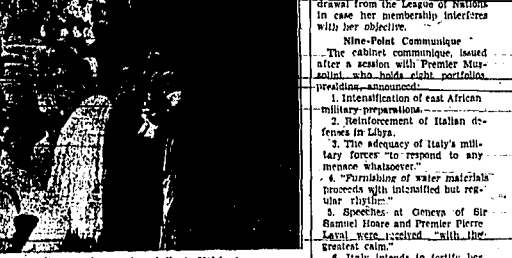 drawal from the League of Nations
in case her membership interferes
with her objective.
Nine-Point Communique
The cabinet communique, issued
after a session with Premier Mus-
solini, who holds eight portfolios,
presiding, announced:
1. Intensification of east African
military preparations.
2. Reinforcement of Italian de-
fenses in Libya.
3. The adequacy of Italy's mili-
tary forces "to respond to any
menace whatsoever."
4. "Furnishing of water materials
proceeds with intensified but reg-
ular rhythm."
5. Speeches at Geneva of Sir
Samuel Hoare and Premier Pierre
Laval were received "with the
greatest calm."
6. Italy intends to fortify her